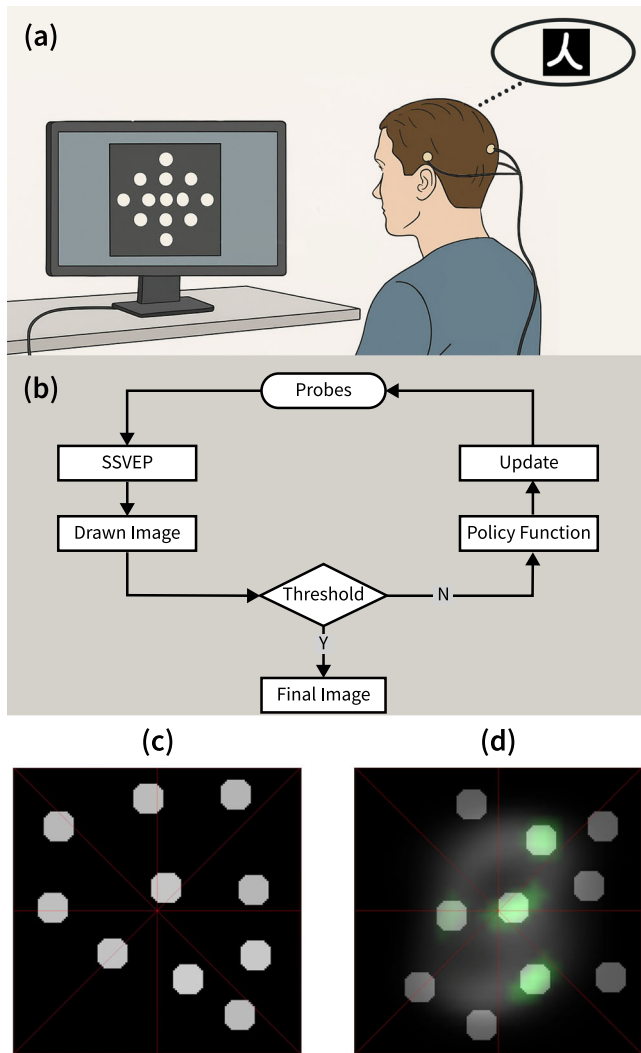 (a)
人
(b)
Probes
SSVEP
Update
Drawn Image
Policy Function
Threshold
N
Y
Final Image
(c)
(d)